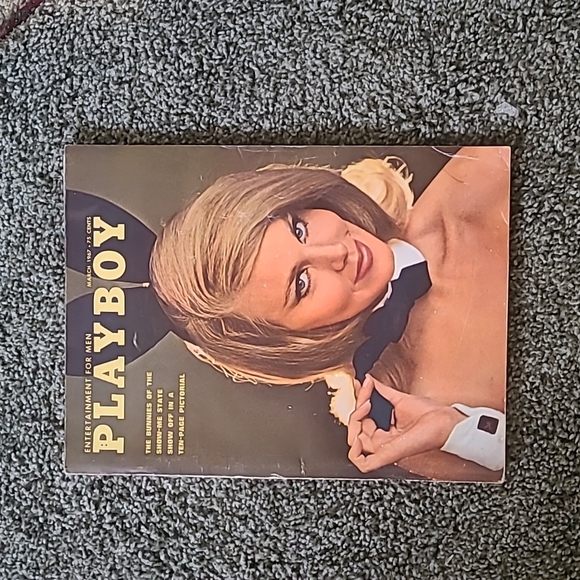 ENTERTAINMENT FOR MEN
MARCH 1967 • 75 CENTS
PLAYBOY
THE BUNNIES OF THE
SHOW-ME STATE
SHOW OFF IN A
TEN-PAGE PICTORIAL